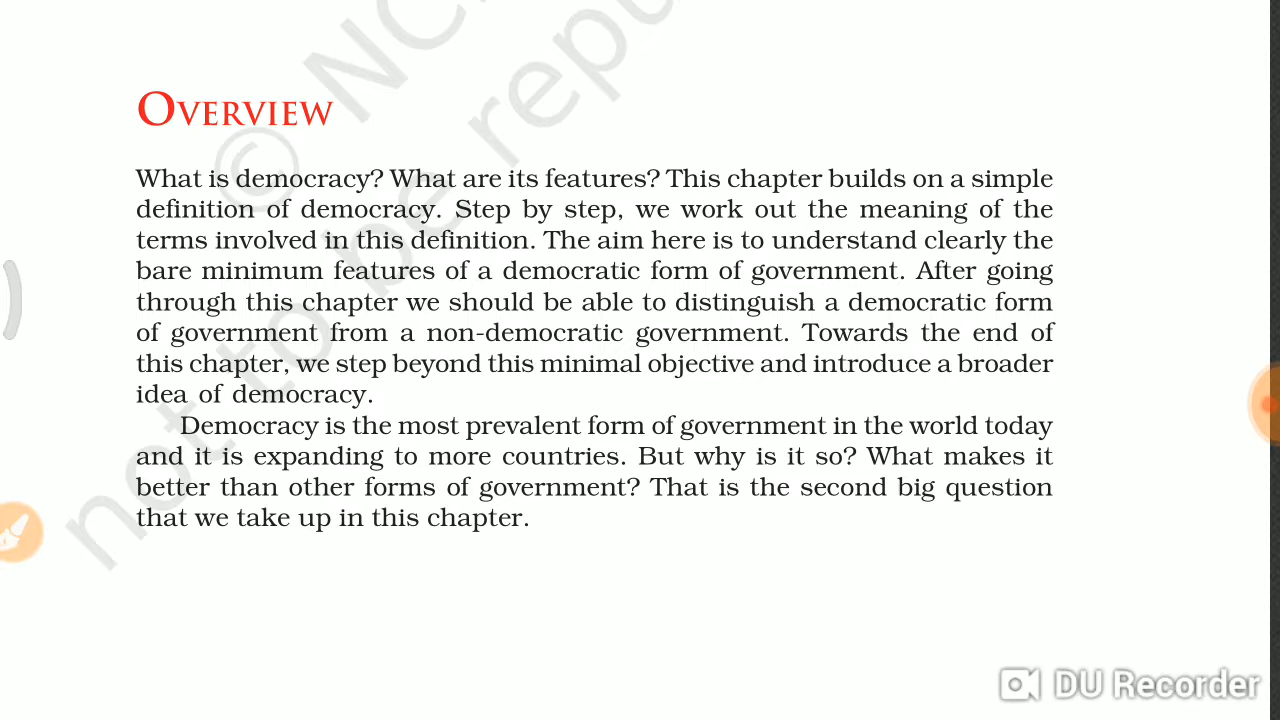 OVERVIEW
What is democracy? What are its features? This chapter builds on a simple
definition of democracy. Step by step, we work out the meaning of the
terms involved in this definition. The aim here is to understand clearly the
bare minimum features of a democratic form of government. After going
through this chapter we should be able to distinguish a democratic form
of government from a non-democratic government. Towards the end of
this chapter, we step beyond this minimal objective and introduce a broader
idea of democracy.
Democracy is the most prevalent form of government in the world today
and it is expanding to more countries. But why is it so? What makes it
better than other forms of government? That is the second big question
that we take up in this chapter.
© NC
not to be repu
DU Recorder